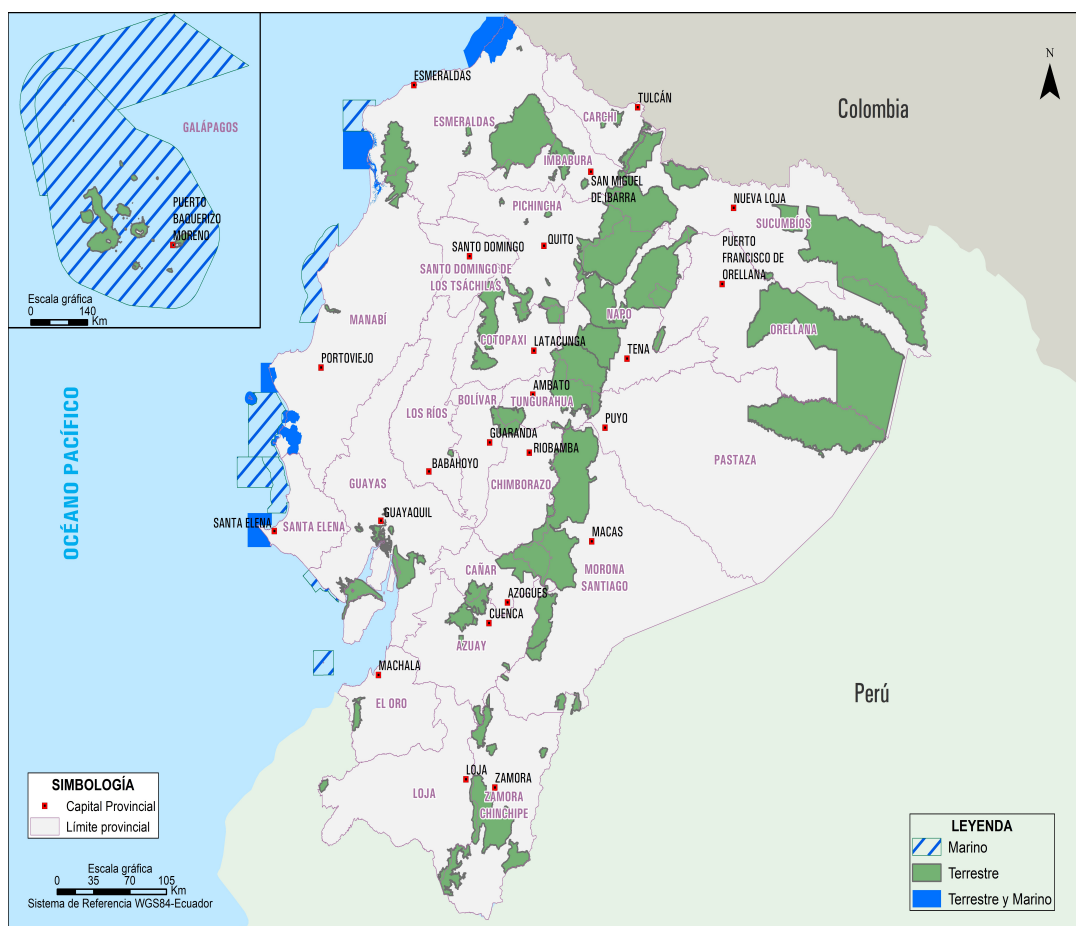 GALÁPAGOS
PUERTO
BAQUERIZO
MORENO
Escala gráfica
0 140
Km
ESMERALDAS
ESMERALDAS
TULCÁN
CARCHI
Colombia
N
IMBABURA
SAN MIGUEL
DE IBARRA
PICHINCHA
NUEVA LOJA
SUCUMBÍOS
QUITO
SANTO DOMINGO
SANTO DOMINGO DE
LOS TSÁCHILAS
PUERTO
FRANCISCO DE
ORELLANA
MANABÍ
NAPO
ORELLANA
COTOPAXI
LATACUNGA
TENA
PORTOVIEJO
AMBATO
TUNGURAHUA
BOLÍVAR
LOS RÍOS
PUYO
GUARANDA
RIOBAMBA
PASTAZA
BABAHOYO
CHIMBORAZO
GUAYAS
OCÉANO PACÍFICO
GUAYAQUIL
SANTA ELENA
SANTA ELENA
MACAS
MORONA
SANTIAGO
CAÑAR
AZOGUES
CUENCA
AZUAY
MACHALA
EL ORO
Perú
LOJA
ZAMORA
LOJA
ZAMORA
CHINCHIPE
SIMBOLOGÍA
Capital Provincial
Límite provincial
Escala gráfica
0 35 70 105
Km
Sistema de Referencia WGS84-Ecuador
LEYENDA
Marino
Terrestre
Terrestre y Marino